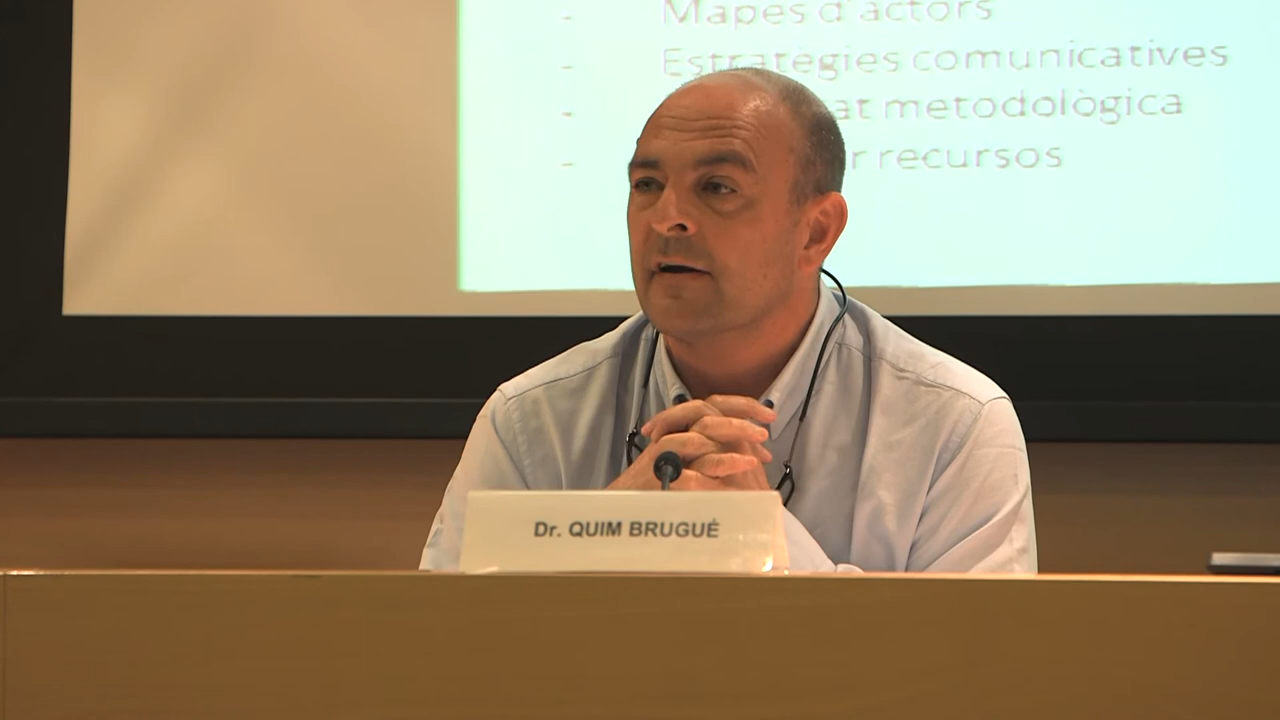 - Mapes d'actors
- Estratègies comunicatives
- at metodològica
- r recursos
Dr. QUIM BRUGUÉ